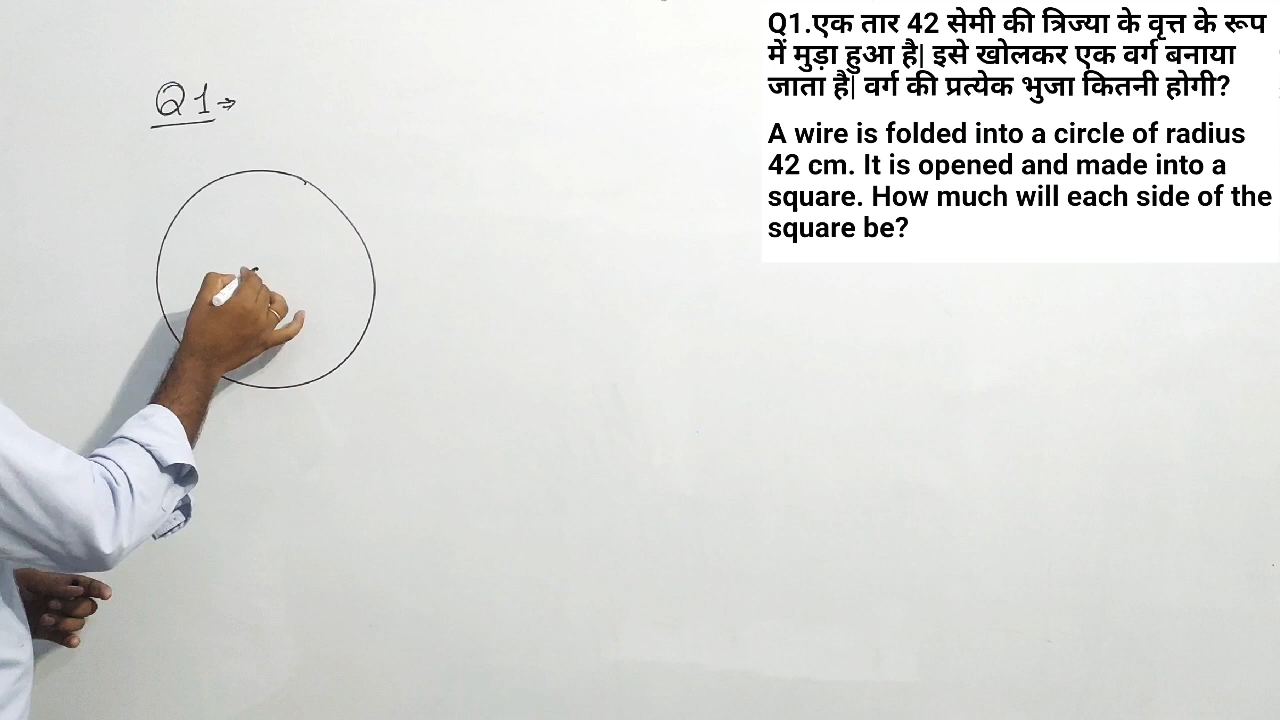 Q1.एक तार 42 सेमी की त्रिज्या के वृत्त के रूप
में मुड़ा हुआ है| इसे खोलकर एक वर्ग बनाया
जाता है| वर्ग की प्रत्येक भुजा कितनी होगी?
A wire is folded into a circle of radius
42 cm. It is opened and made into a
square. How much will each side of the
square be?
Q1→